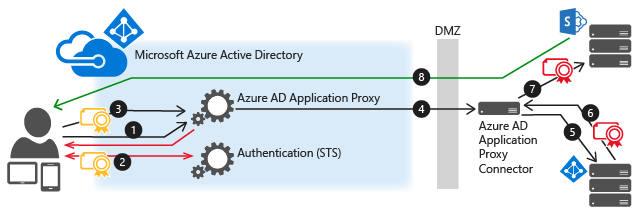 DMZ
S
Microsoft Azure Active Directory
8
7
3
Azure AD Application Proxy
4
6
1
Azure AD
Application
Proxy
Connector
5
2
Authentication (STS)